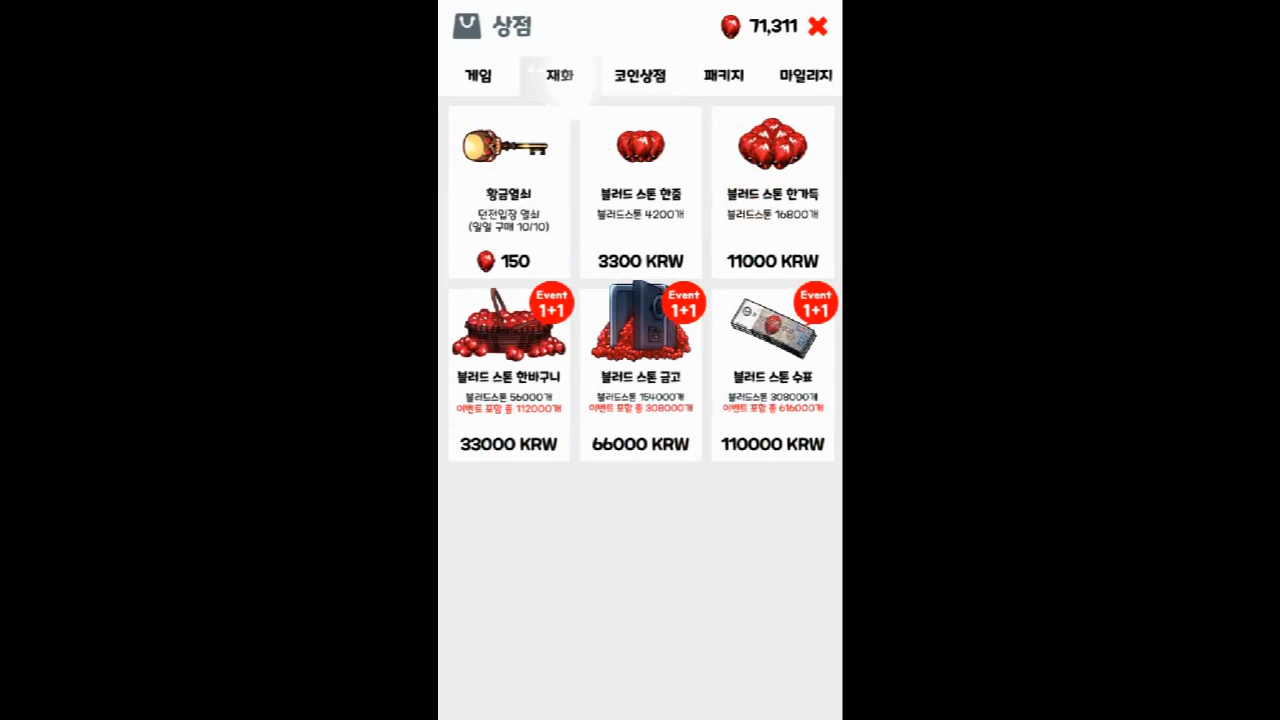 상점
71,311
게임 재화 코인상점 패키지 마일리지
황금열쇠
던전입장 열쇠
(일일 구매 10/10)
150
블러드 스톤 한줌
블러드스톤 4200개
3300 KRW
블러드 스톤 한가득
블러드스톤 16800개
11000 KRW
Event
1+1
블러드 스톤 한바구니
블러드스톤 56000개
이벤트 포함 총 112000개
33000 KRW
Event
1+1
블러드 스톤 금고
블러드스톤 154000개
이벤트 포함 총 308000개
66000 KRW
Event
1+1
블러드 스톤 수표
블러드스톤 308000개
이벤트 포함 총 616000개
110000 KRW